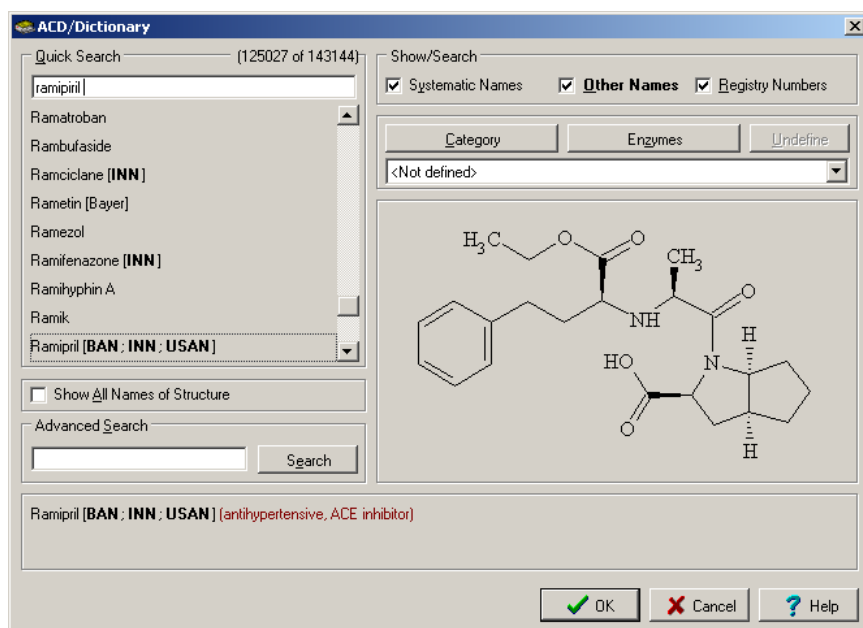 ACD/Dictionary
Quick Search (125027 of 143144)
ramipiril
Ramatroban
Rambufaside
Ramciclane [INN]
Rametin [Bayer]
Ramezol
Ramifenazone [INN]
Ramihyphin A
Ramik
Ramipril [BAN; INN; USAN]
Show All Names of Structure
Advanced Search
Search
Show/Search
Systematic Names Other Names Registry Numbers
Category Enzymes Undefine
<Not defined>
H3C O O
CH3
O
NH
H
HO N
O
H
Ramipril [BAN; INN; USAN] (antihypertensive, ACE inhibitor)
OK Cancel ? Help